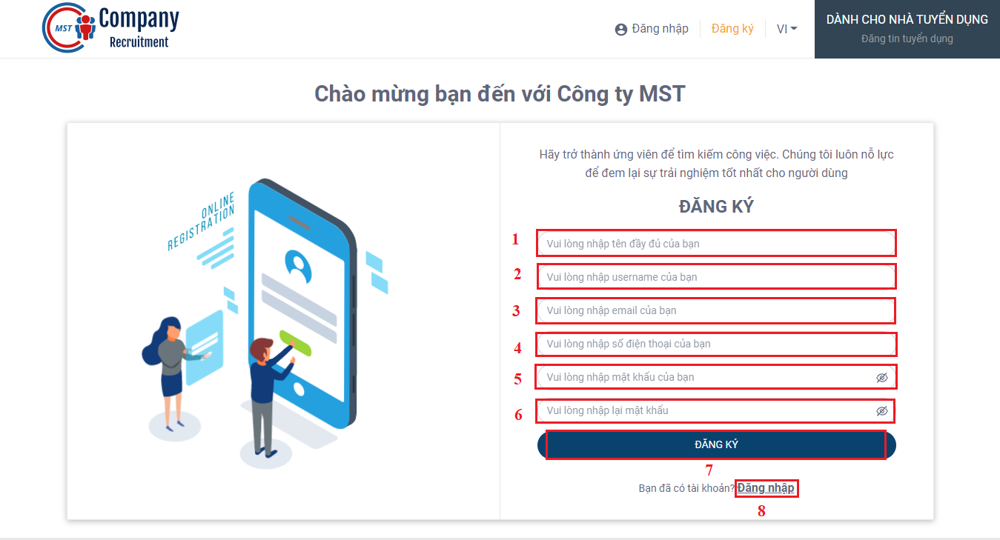 MST
Company
Recruitment
Đăng nhập
Đăng ký
VI
DÀNH CHO NHÀ TUYỂN DỤNG
Đăng tin tuyển dụng
Chào mừng bạn đến với Công ty MST
ONLINE
REGISTRATION
Hãy trở thành ứng viên để tìm kiếm công việc. Chúng tôi luôn nỗ lực
để đem lại sự trải nghiệm tốt nhất cho người dùng
ĐĂNG KÝ
1 Vui lòng nhập tên đầy đủ của bạn
2 Vui lòng nhập username của bạn
3 Vui lòng nhập email của bạn
4 Vui lòng nhập số điện thoại của bạn
5 Vui lòng nhập mật khẩu của bạn
6 Vui lòng nhập lại mật khẩu
ĐĂNG KÝ
7
Bạn đã có tài khoản? Đăng nhập
8